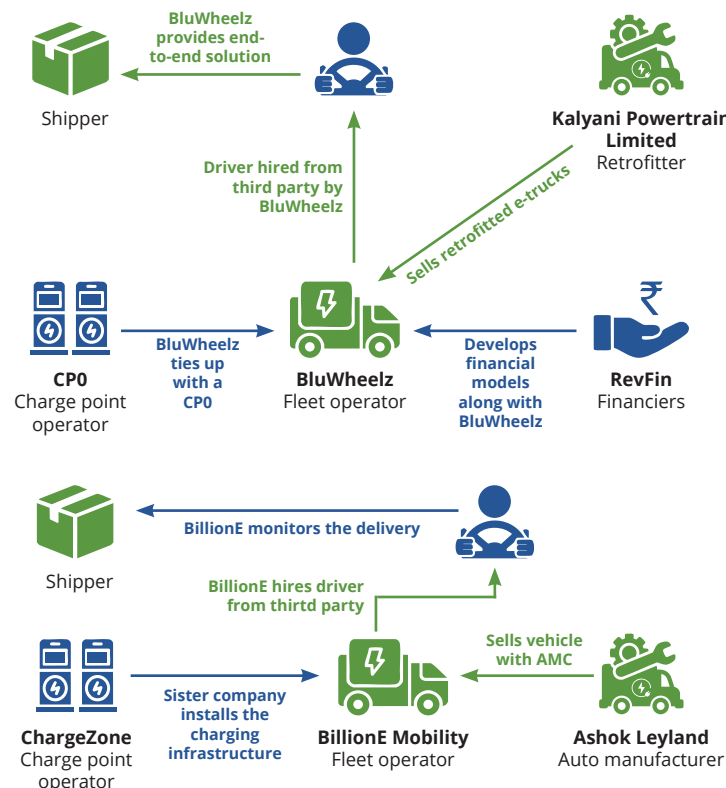 BluWheelz
provides end-
to-end solution
Shipper
Kalyani Powertrain
Limited
Retrofitter
Driver hired from
third party by
BluWheelz
Sells retrofitted e-trucks
₹
BluWheelz
ties up
with a
CP0
Develops
financial
models
along with
BluWheelz
CP0
Charge point
operator
BluWheelz
Fleet operator
RevFin
Financiers
BillionE monitors the delivery
Shipper
BillionE hires driver
from thirtd party
Sells vehicle
with AMC
Sister company
installs the
charging
infrastructure
ChargeZone
Charge point
operator
BillionE Mobility
Fleet operator
Ashok Leyland
Auto manufacturer